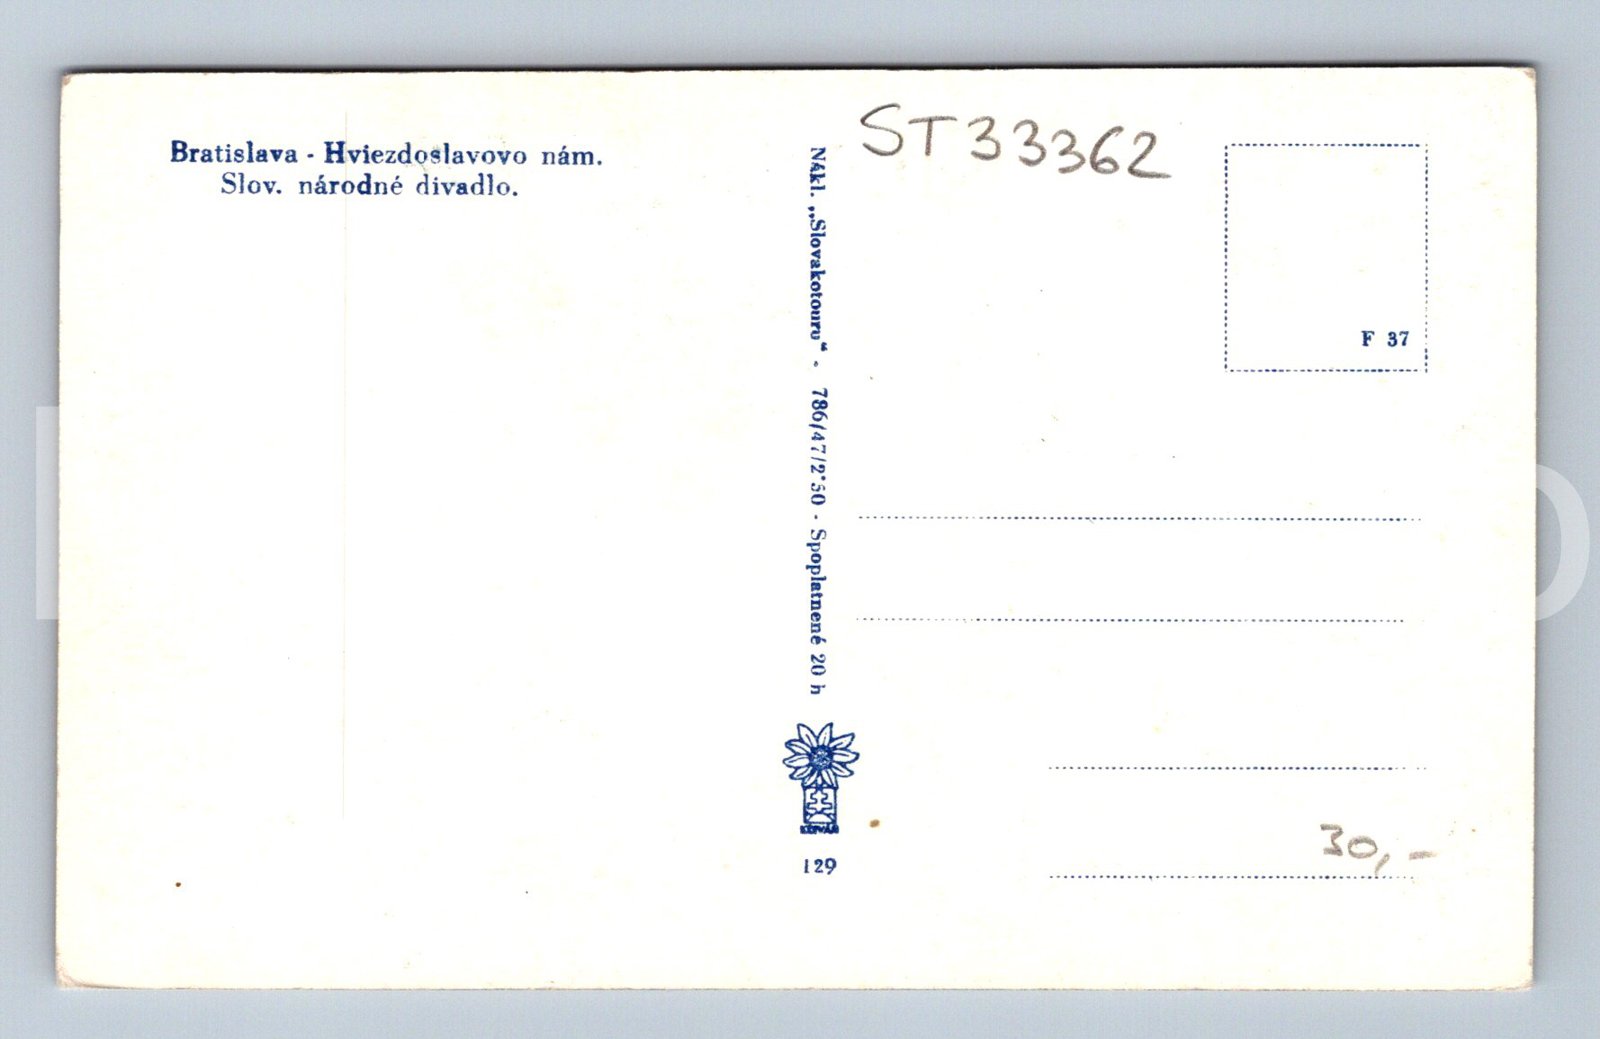 Bratislava - Hviezdoslavovo nám.
Slov. národné divadlo.
Nákl. „Slovakotouru“ - 786/47/2·50 - Spoplatnené 20 h
129
ST33362
F 37
30,-